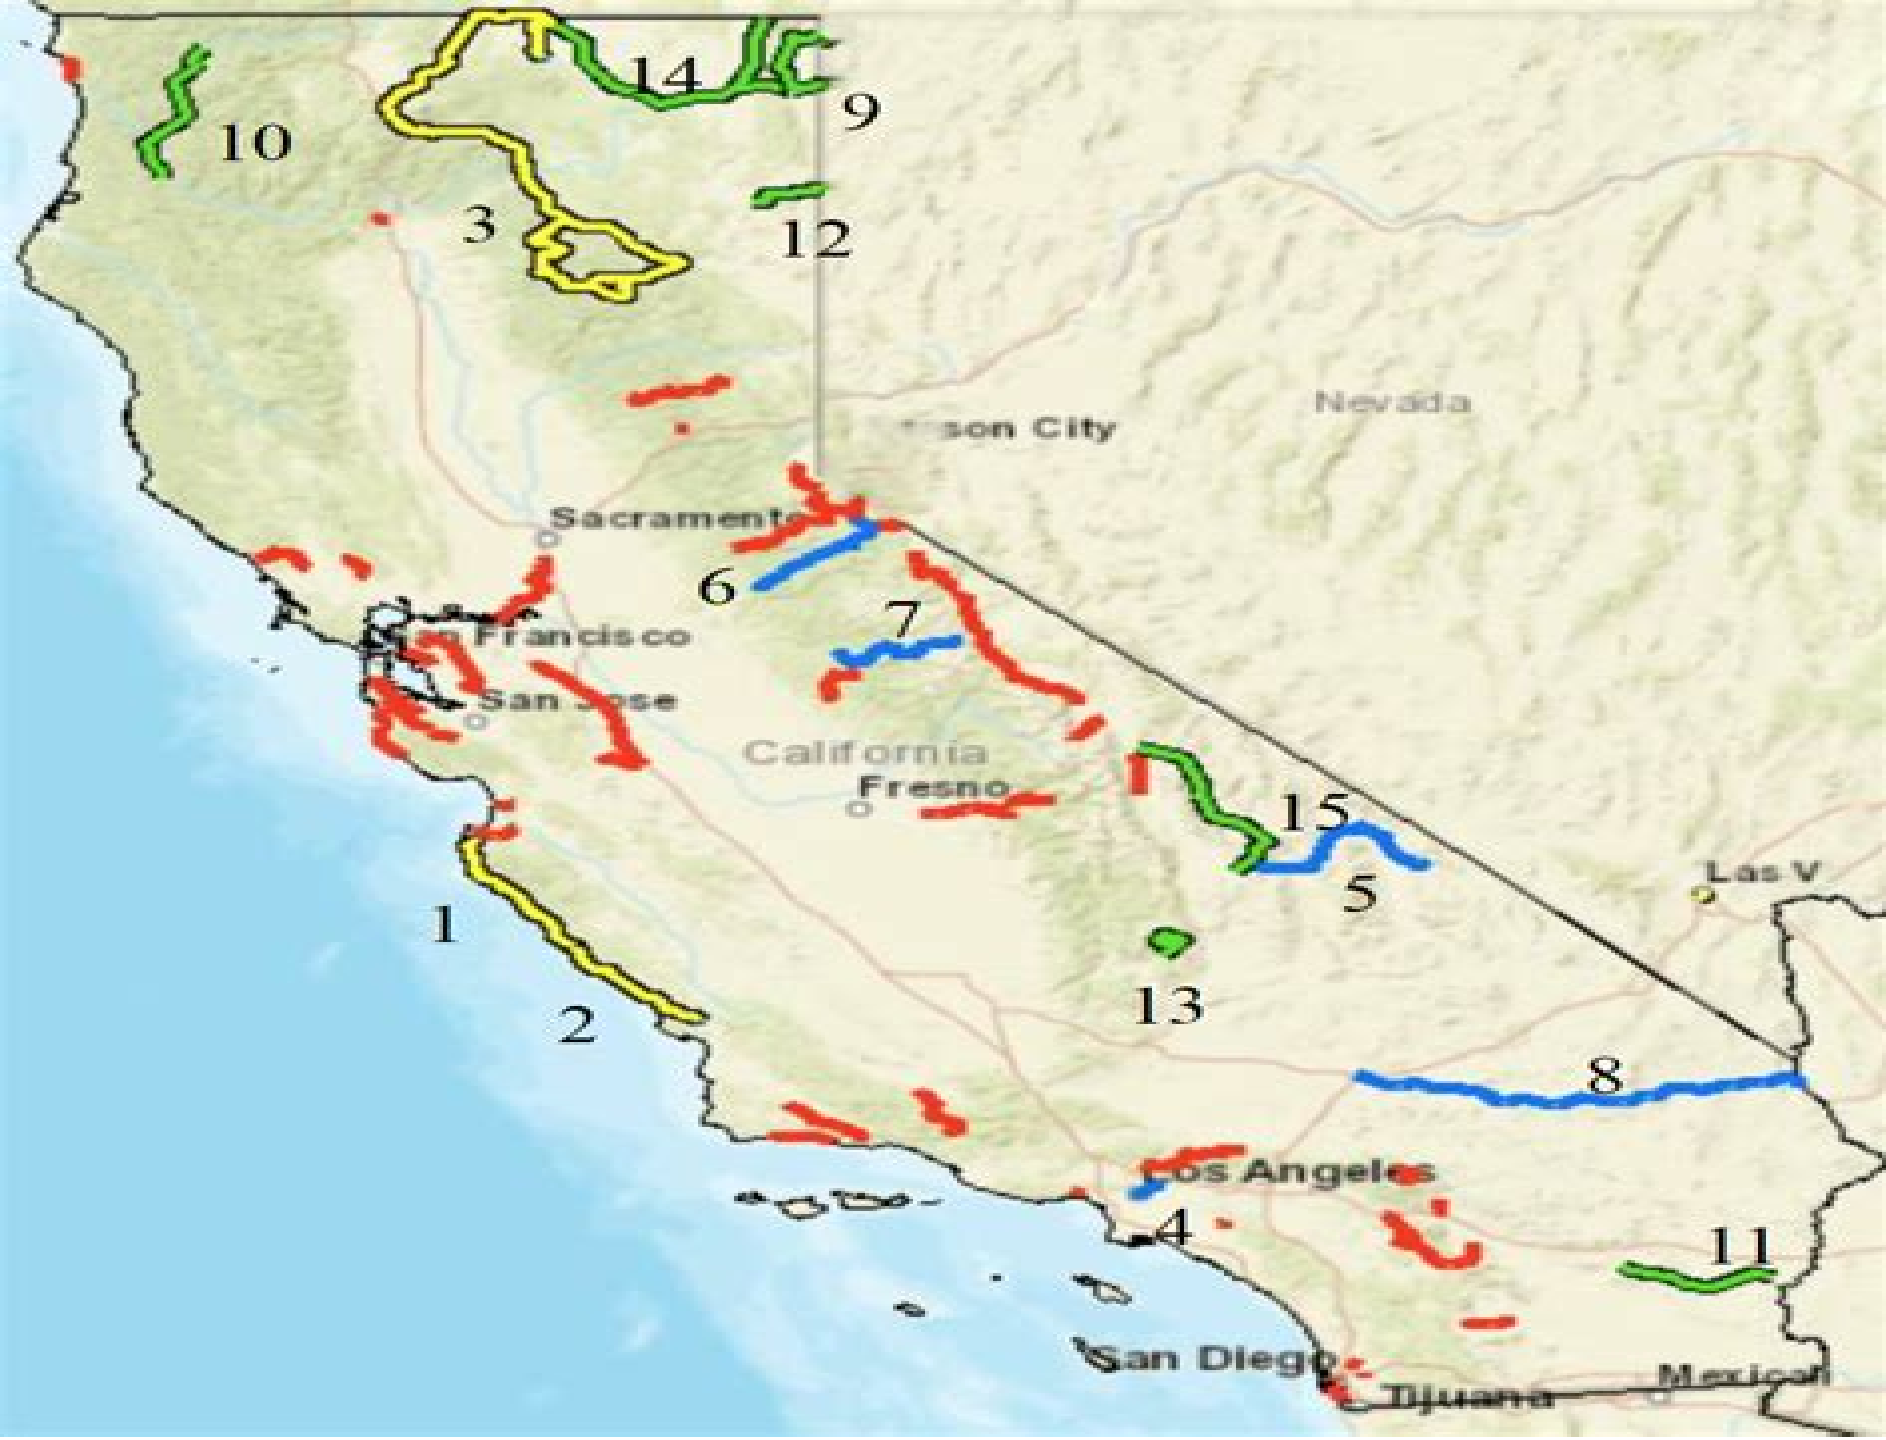 14
9
10
3
12
Nevada
son City
Sacramento
6
7
San Francisco
San Jose
California
Fresno
15
Las V
5
1
13
2
8
Los Angeles
4
11
San Diego
Mexicali
Tijuana